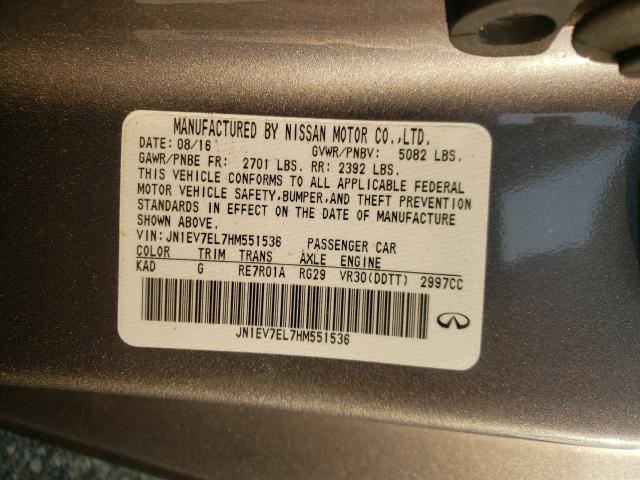 MANUFACTURED BY NISSAN MOTOR CO.,LTD.
DATE: 08/16 GVWR/PNBV: 5082 LBS.
GAWR/PNBE FR: 2701 LBS. RR: 2392 LBS.
THIS VEHICLE CONFORMS TO ALL APPLICABLE FEDERAL
MOTOR VEHICLE SAFETY,BUMPER,AND THEFT PREVENTION
STANDARDS IN EFFECT ON THE DATE OF MANUFACTURE
SHOWN ABOVE.
VIN:JN1EV7EL7HM551536 PASSENGER CAR
COLOR TRIM TRANS AXLE ENGINE
KAD G RE7R01A RG29 VR30(DDTT) 2997CC
JN1EV7EL7HM551536